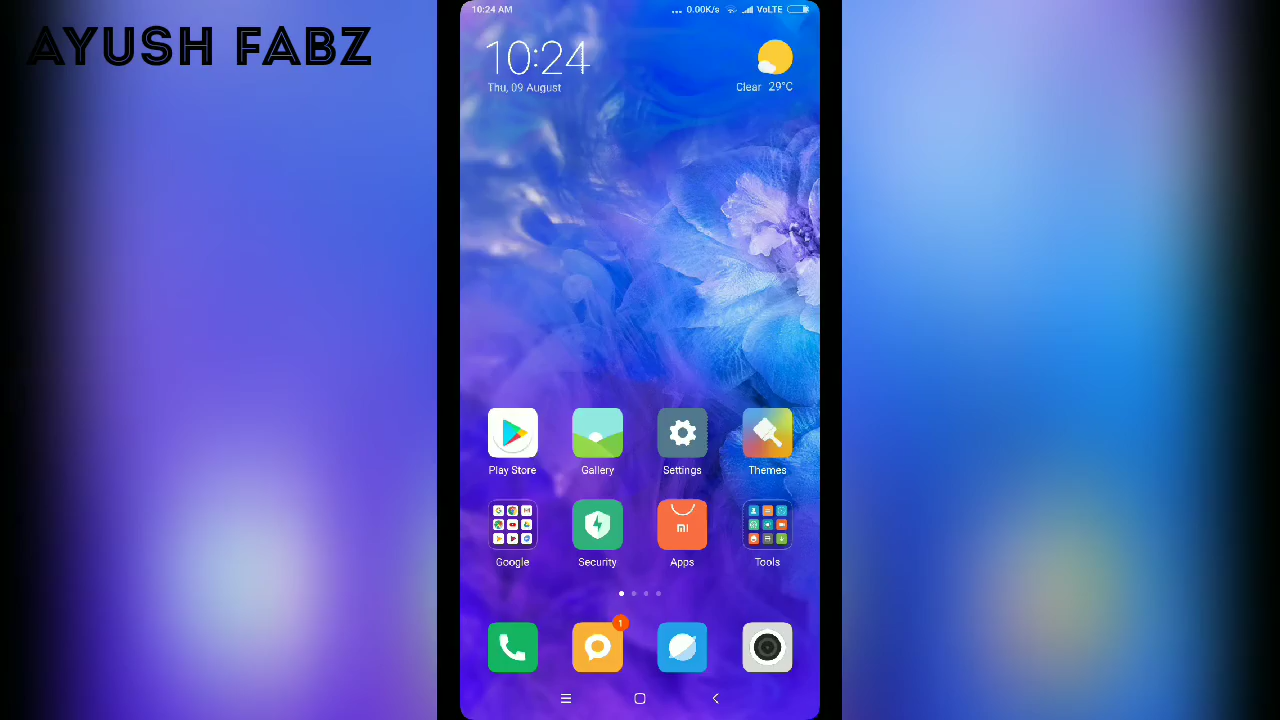 AYUSH FABZ
10:24 AM
... 0.00K/s VoLTE
10:24
Thu, 09 August
Clear 29°C
Play Store
Gallery
Settings
Themes
mi
Google
Security
Apps
Tools
1